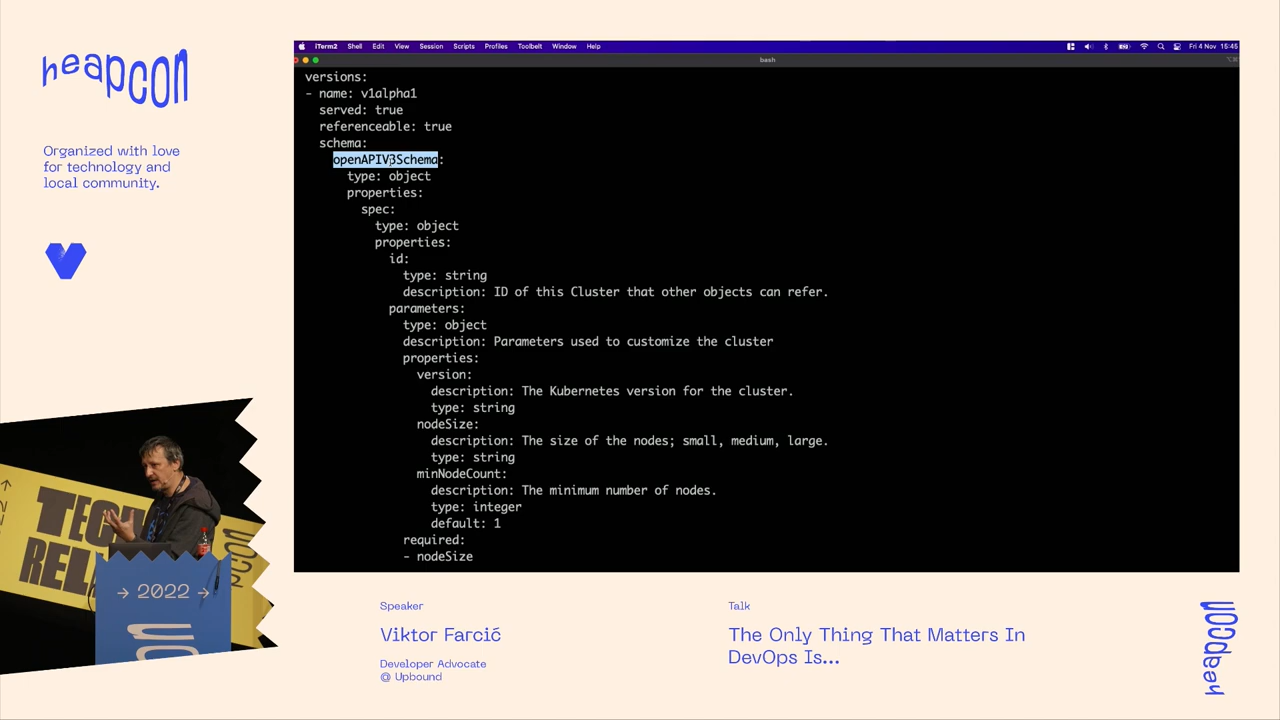 heapcon
Organized with love
for technology and
local community.
iTerm2 Shell Edit View Session Scripts Profiles Toolbelt Window Help
Fri 4 Nov 15:45
bash
versions:
- name: v1alpha1
served: true
referenceable: true
schema:
openAPIV3Schema:
type: object
properties:
spec:
type: object
properties:
id:
type: string
description: ID of this Cluster that other objects can refer.
parameters:
type: object
description: Parameters used to customize the cluster
properties:
version:
description: The Kubernetes version for the cluster.
type: string
nodeSize:
description: The size of the nodes; small, medium, large.
type: string
minNodeCount:
description: The minimum number of nodes.
type: integer
default: 1
required:
- nodeSize
→ 2022 →
Speaker
Viktor Farcić
Developer Advocate
@ Upbound
Talk
The Only Thing That Matters In
DevOps Is...
heapcon